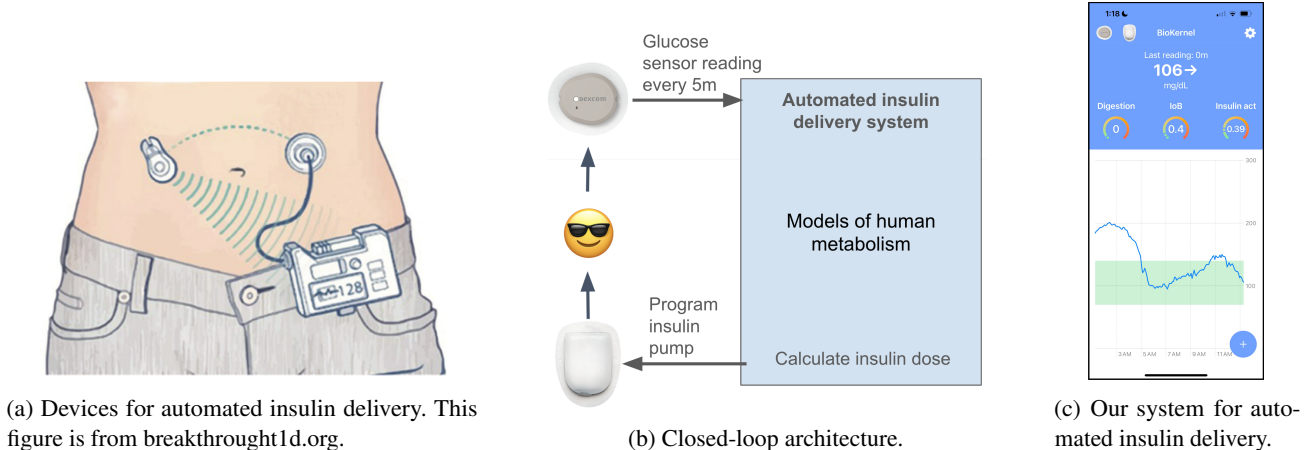 128
(a) Devices for automated insulin delivery. This
figure is from breakthrought1d.org.
Glucose
sensor reading
every 5m
DEXCOM
Automated insulin
delivery system
Models of human
metabolism
Program
insulin
pump
Calculate insulin dose
(b) Closed-loop architecture.
1:18
BioKernel
Last reading: 0m
106→
mg/dL
Digestion
IoB
Insulin act
0
0.4
0.39
300
200
100
3 AM
5 AM
7 AM
9 AM
11 AM
+
(c) Our system for auto-
mated insulin delivery.